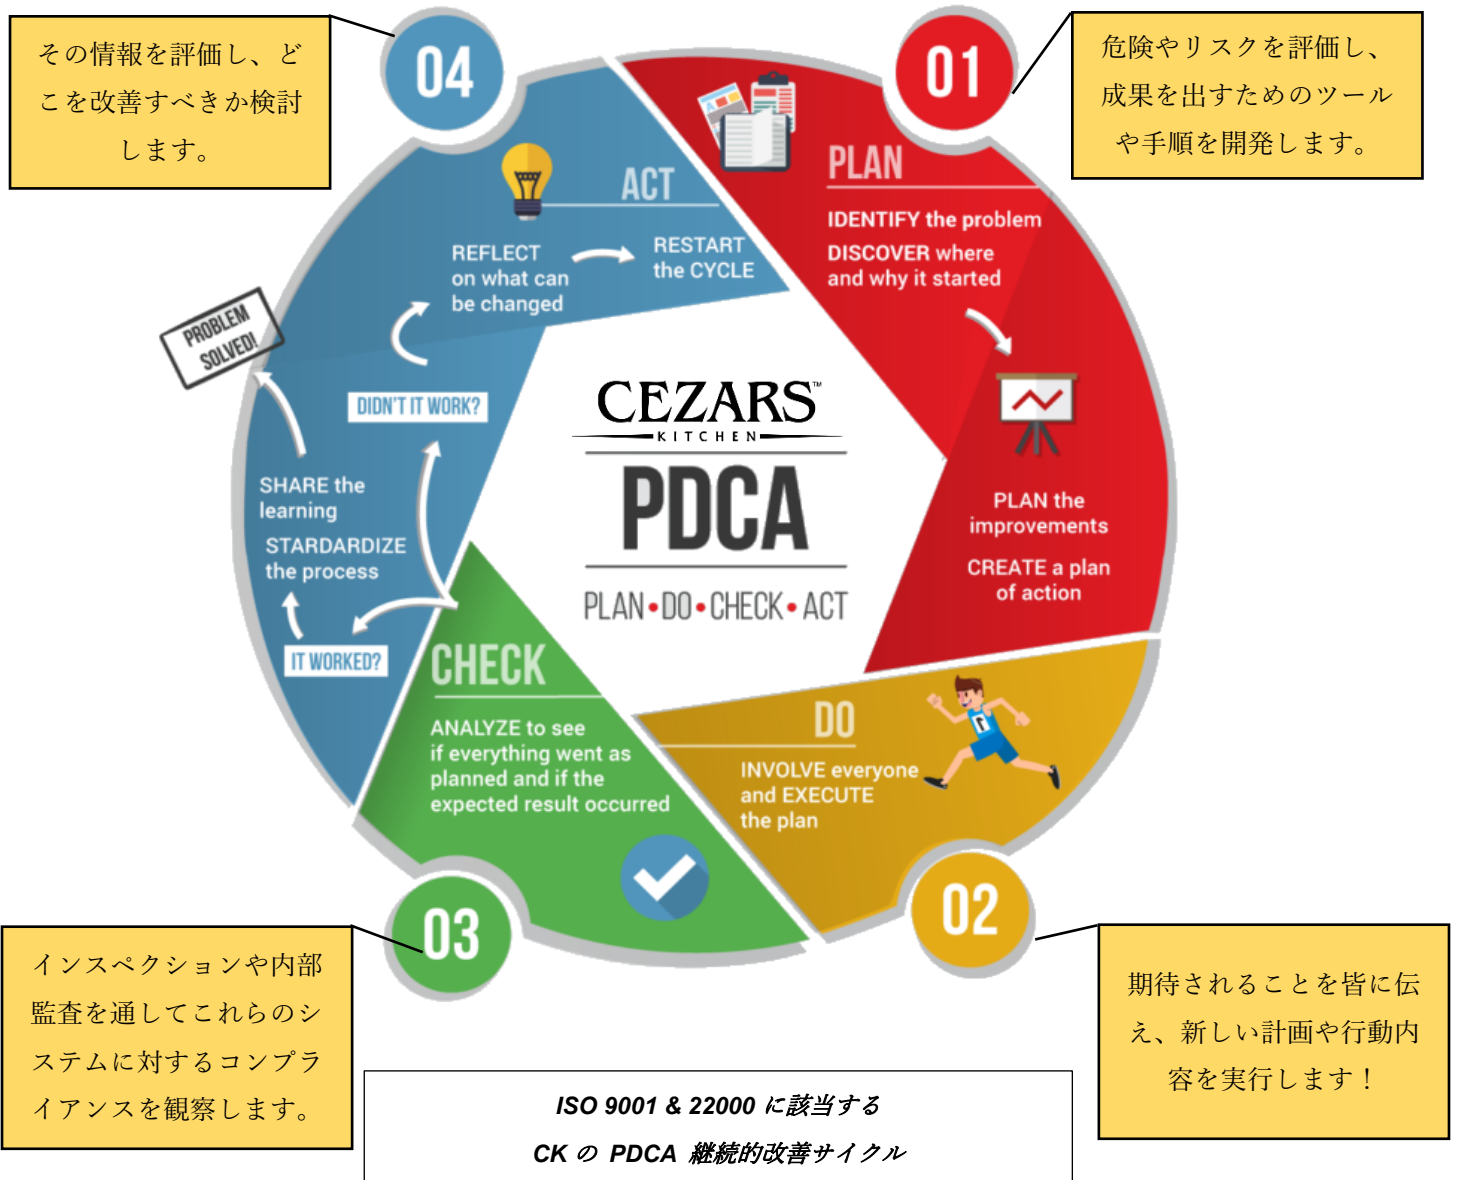 04
その情報を評価し、ど
こを改善すべきか検討
します。
01
危険やリスクを評価し、
成果を出すためのツール
や手順を開発します。
PLAN
IDENTIFY the problem
DISCOVER where
and why it started
PLAN the
improvements
CREATE a plan
of action
ACT
REFLECT
on what can
be changed
RESTART
the CYCLE
PROBLEM
SOLVED!
DIDN'T IT WORK?
SHARE the
learning
STARDARDIZE
the process
IT WORKED?
CEZARS™
KITCHEN
PDCA
PLAN•DO•CHECK•ACT
CHECK
ANALYZE to see
if everything went as
planned and if the
expected result occurred
DO
INVOLVE everyone
and EXECUTE
the plan
1
03
インスペクションや内部
監査を通してこれらのシ
ステムに対するコンプラ
イアンスを観察します。
02
期待されることを皆に伝
え、新しい計画や行動内
容を実行します！
ISO 9001 & 22000 に該当する
CK の PDCA 継続的改善サイクル